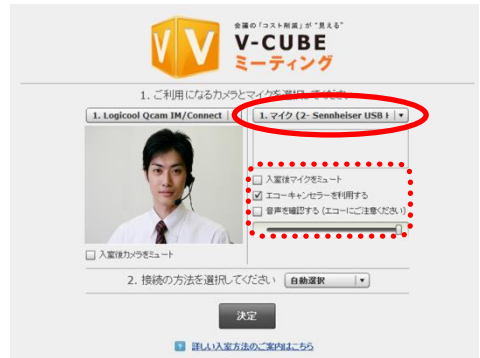 会議の「コスト削減」が“見える”
V-CUBE
ミーティング
1. ご利用になるカメラとマイクを選択してください
1. Logicool Qcam IM/Connect
1. マイク (2- Sennheiser USB H
入室後マイクをミュート
エコーキャンセラーを利用する
音声を確認する (エコーにご注意ください)
入室後カメラをミュート
2. 接続の方法を選択してください 自動選択
決定
? 詳しい入室方法のご案内はこちら